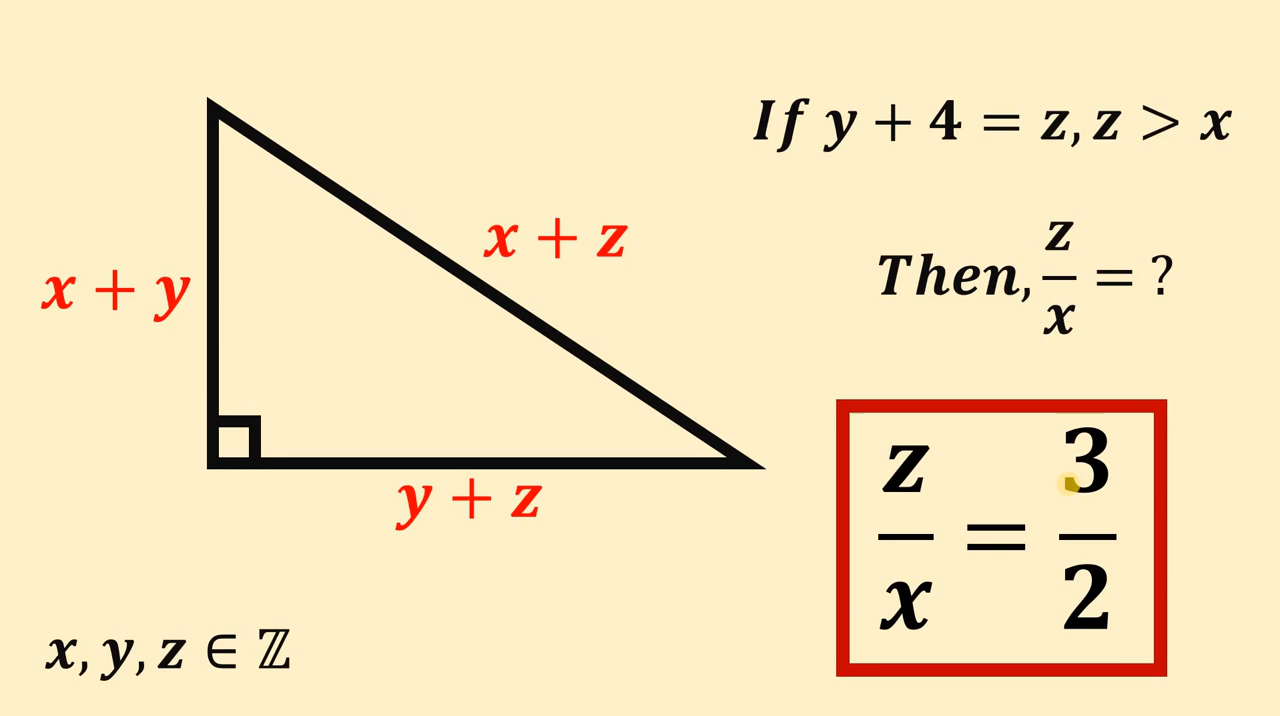 If y + 4 = z, z > x
x + z
Then, z/x = ?
x + y
z/x = 3/2
y + z
x, y, z ∈ ℤ